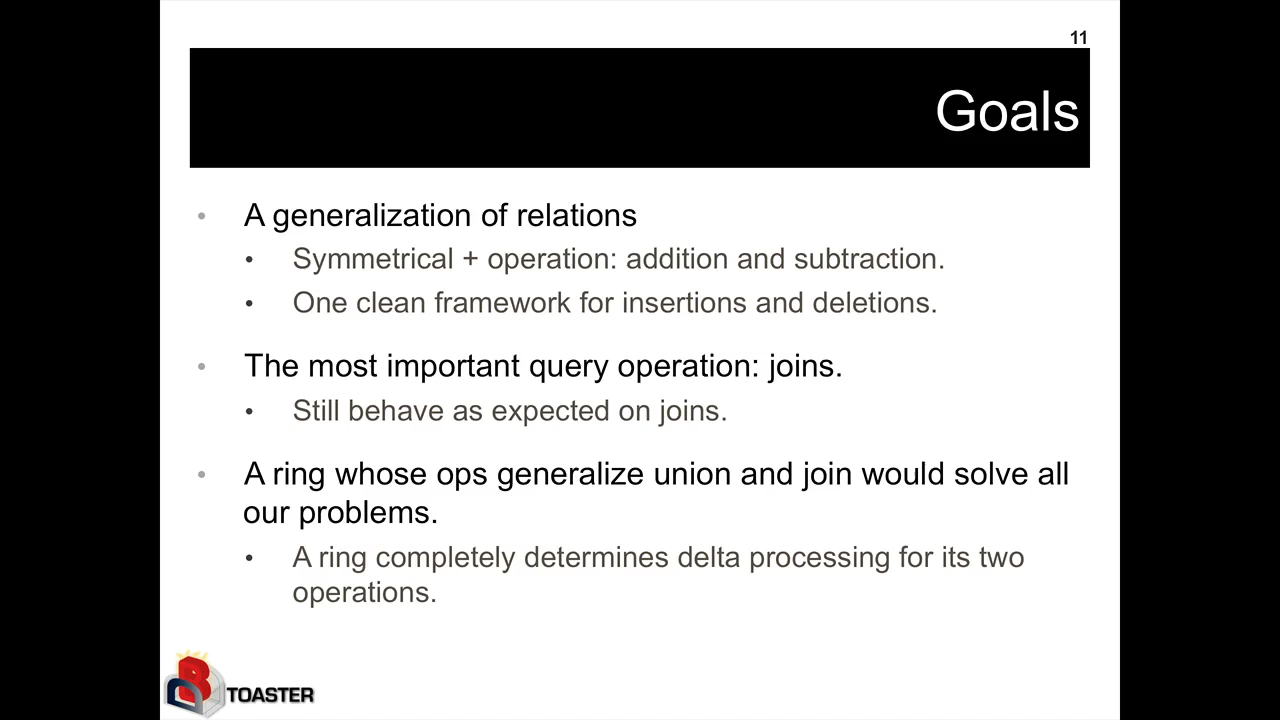 11
Goals
• A generalization of relations
• Symmetrical + operation: addition and subtraction.
• One clean framework for insertions and deletions.
• The most important query operation: joins.
• Still behave as expected on joins.
• A ring whose ops generalize union and join would solve all
our problems.
• A ring completely determines delta processing for its two
operations.
DB TOASTER